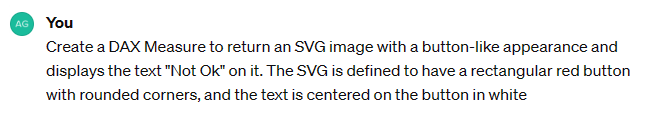 AG You
Create a DAX Measure to return an SVG image with a button-like appearance and
displays the text "Not Ok" on it. The SVG is defined to have a rectangular red button
with rounded corners, and the text is centered on the button in white